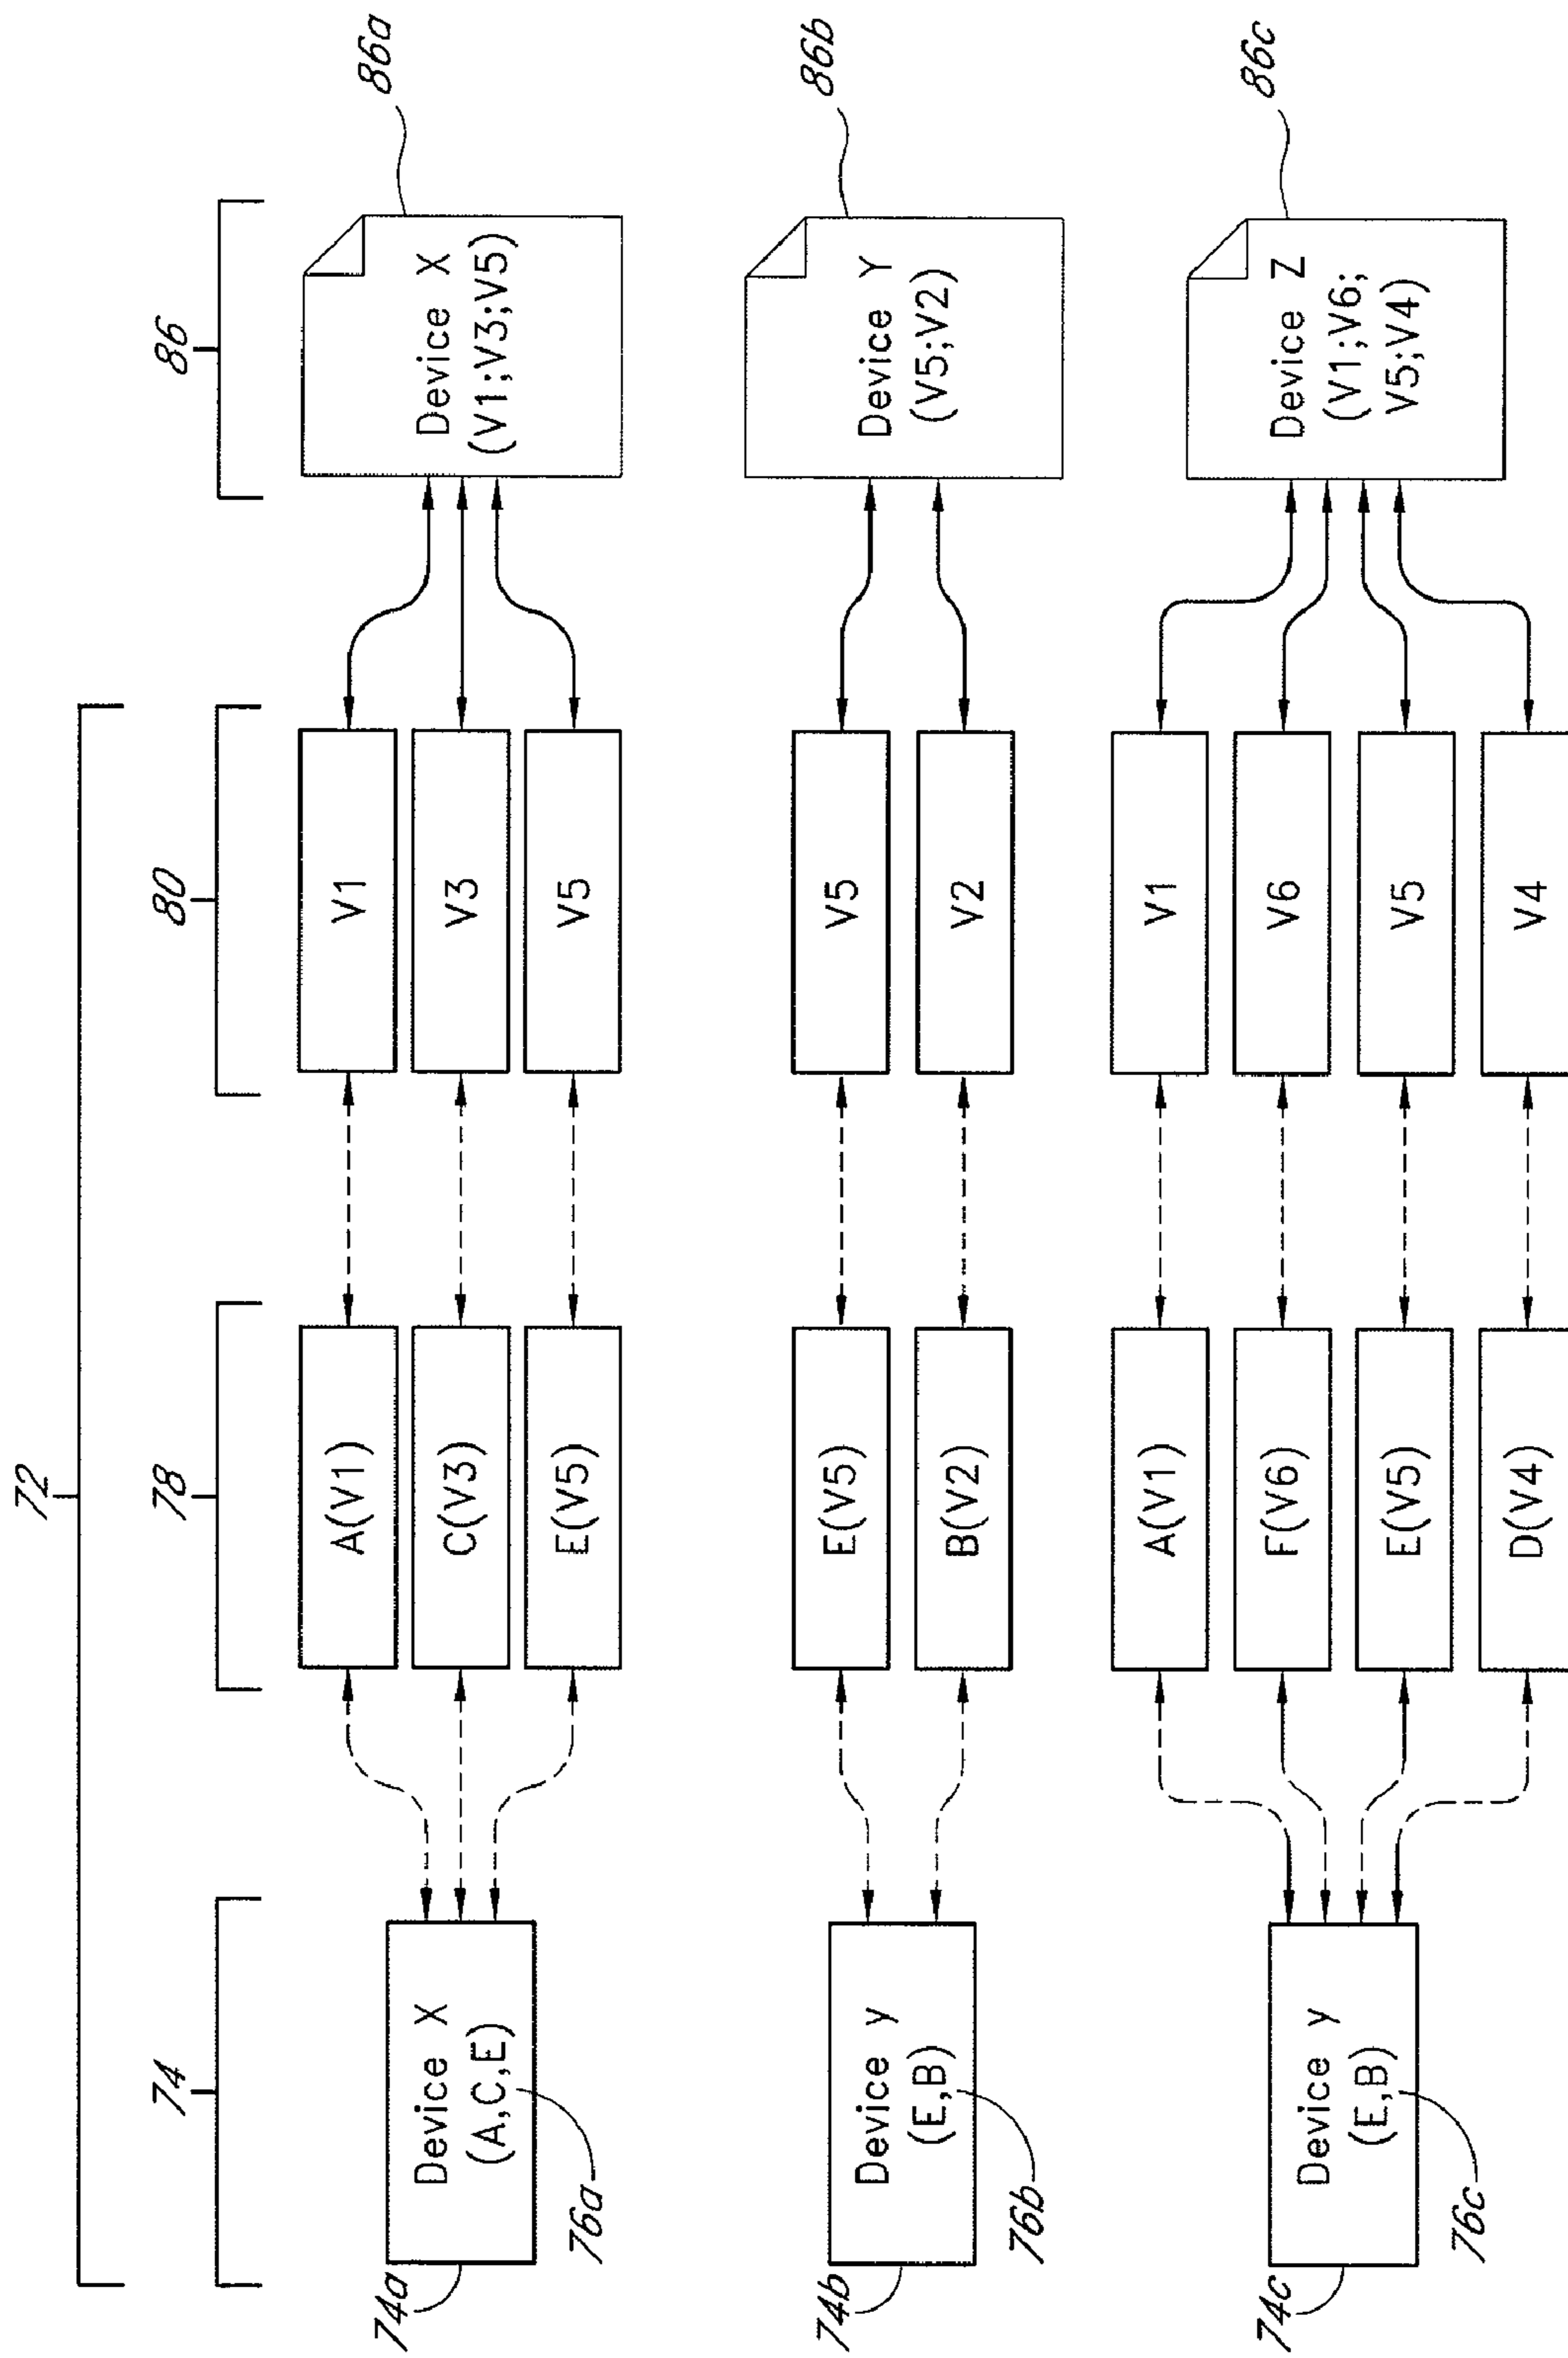 72
74
78
80
86
74a
Device X
(A,C,E)
76a
A(V1)
C(V3)
E(V5)
V1
V3
V5
Device X
(V1;V3;V5)
86a
74b
Device y
(E,B)
76b
E(V5)
B(V2)
V5
V2
Device Y
(V5;V2)
86b
74c
Device y
(E,B)
76c
A(V1)
F(V6)
E(V5)
D(V4)
V1
V6
V5
V4
Device Z
(V1;V6;
V5;V4)
86c